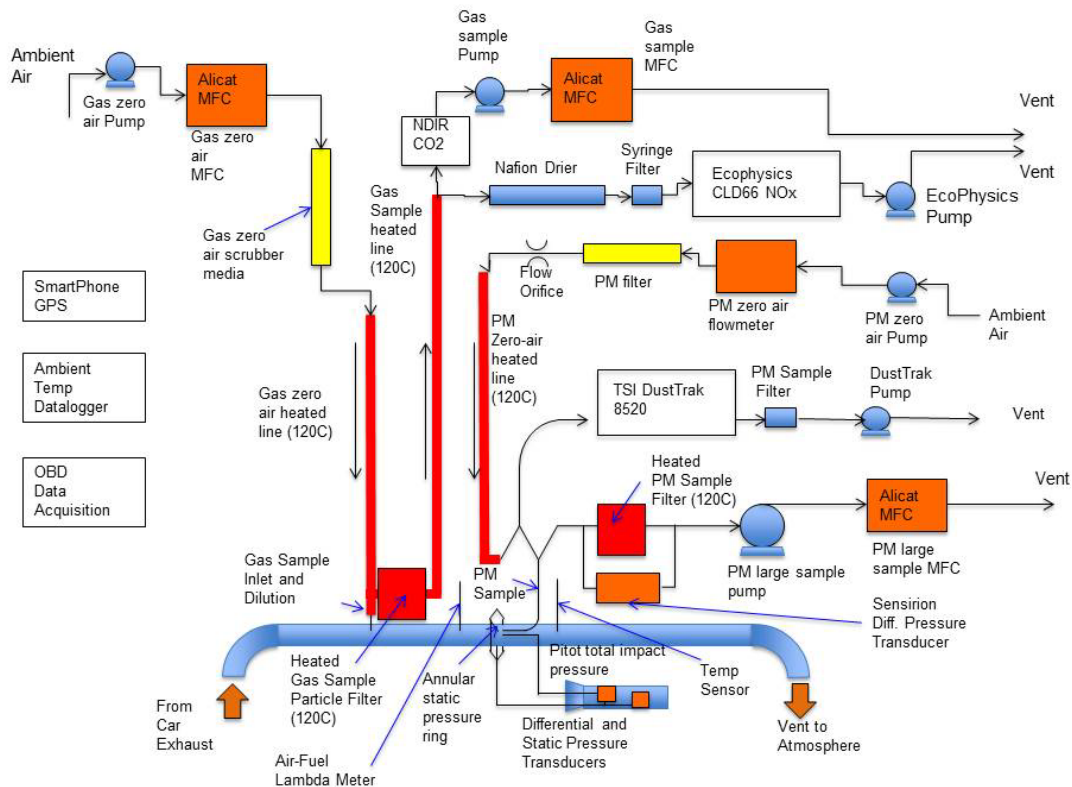 Ambient
Air
Gas zero
air Pump
Alicat
MFC
Gas zero
air
MFC
Gas zero
air scrubber
media
Gas
sample
Pump
Gas
sample
MFC
Alicat
MFC
Vent
NDIR
CO2
Gas
Sample
heated
line
(120C)
Nafion Drier
Syringe
Filter
Ecophysics
CLD66 NOx
Vent
EcoPhysics
Pump
Flow
Orifice
PM filter
PM zero air
flowmeter
PM zero
air Pump
Ambient
Air
SmartPhone
GPS
Ambient
Temp
Datalogger
OBD
Data
Acquisition
Gas zero
air heated
line (120C)
PM
Zero-air
heated
line
(120C)
TSI DustTrak
8520
PM Sample
Filter
DustTrak
Pump
Vent
Heated
PM Sample
Filter (120C)
PM large sample
pump
Alicat
MFC
PM large
sample MFC
Vent
Gas Sample
Inlet and
Dilution
PM
Sample
Sensirion
Diff. Pressure
Transducer
From
Car
Exhaust
Heated
Gas Sample
Particle Filter
(120C)
Air-Fuel
Lambda Meter
Annular
static
pressure
ring
Pitot total impact
pressure
Differential and
Static Pressure
Transducers
Temp
Sensor
Vent to
Atmosphere